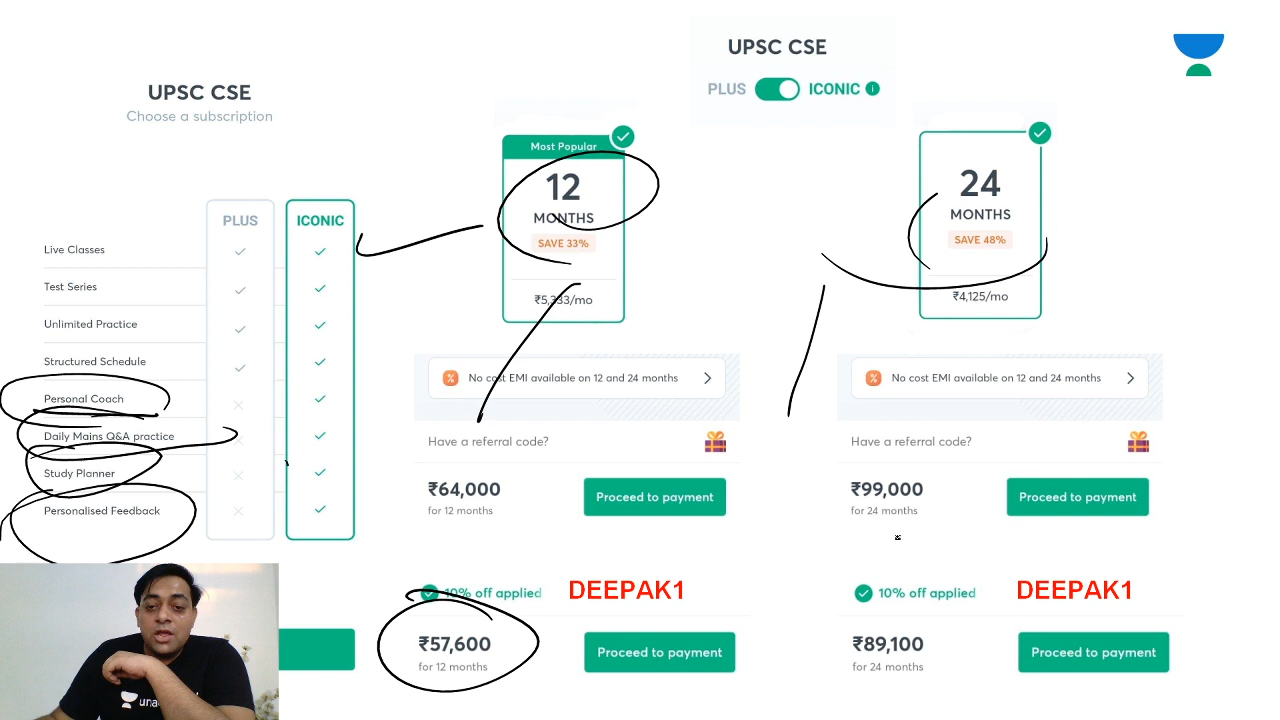 UPSC CSE
Choose a subscription
PLUS ICONIC
Live Classes
Test Series
Unlimited Practice
Structured Schedule
Personal Coach
Daily Mains Q&A practice
Study Planner
Personalised Feedback
Most Popular
12
MONTHS
SAVE 33%
₹5,333/mo
No cost EMI available on 12 and 24 months
Have a referral code?
₹64,000
for 12 months
Proceed to payment
10% off applied
DEEPAK1
₹57,600
for 12 months
Proceed to payment
UPSC CSE
PLUS ICONIC i
24
MONTHS
SAVE 48%
₹4,125/mo
No cost EMI available on 12 and 24 months
Have a referral code?
₹99,000
for 24 months
Proceed to payment
10% off applied
DEEPAK1
₹89,100
for 24 months
Proceed to payment